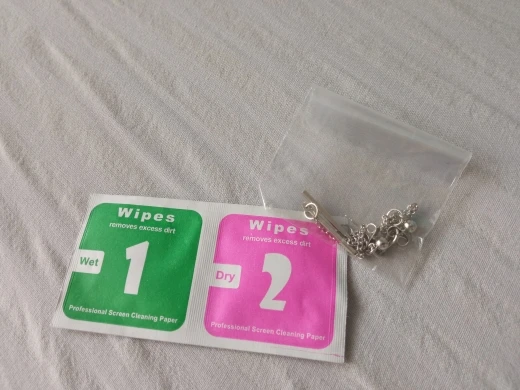 Wipes
removes excess dirt
Wet
1
Professional Screen Cleaning Paper
Wipes
removes excess dirt
Dry
2
Professional Screen Cleaning Paper